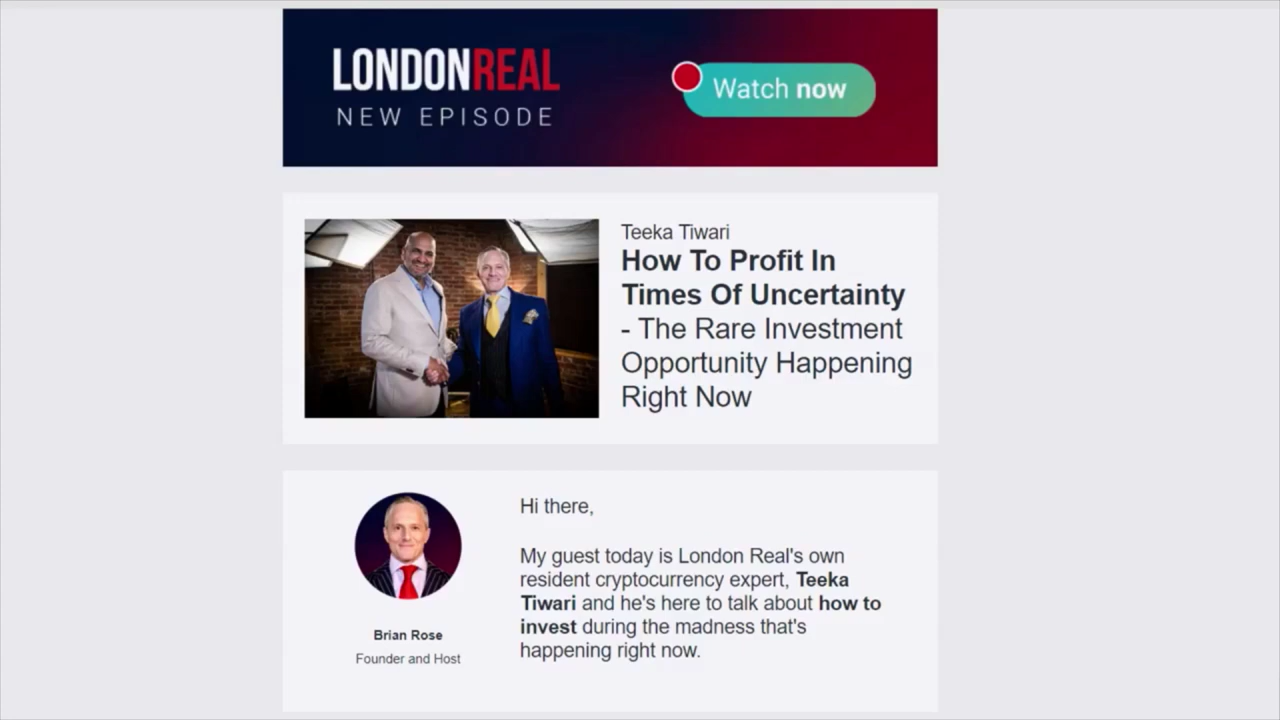 LONDONREAL
NEW EPISODE
Watch now
Teeka Tiwari
How To Profit In
Times Of Uncertainty
- The Rare Investment
Opportunity Happening
Right Now
Brian Rose
Founder and Host
Hi there,
My guest today is London Real's own
resident cryptocurrency expert, Teeka
Tiwari and he's here to talk about how to
invest during the madness that's
happening right now.